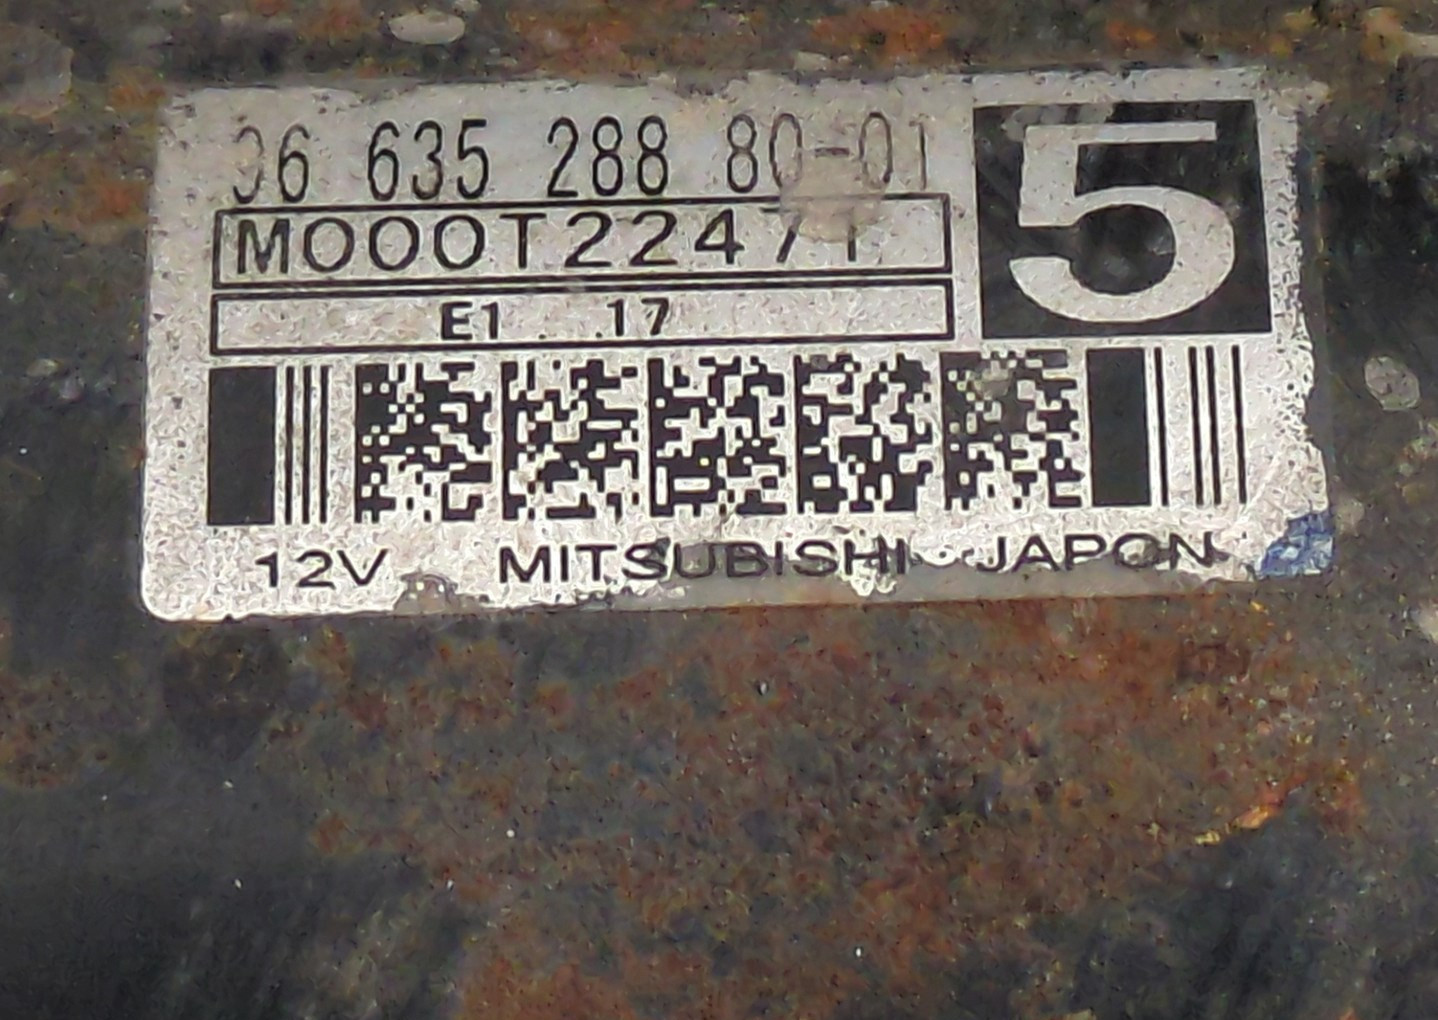 96 635 288 80-01
5
M000T22471
E1 17
12V MITSUBISHI JAPON